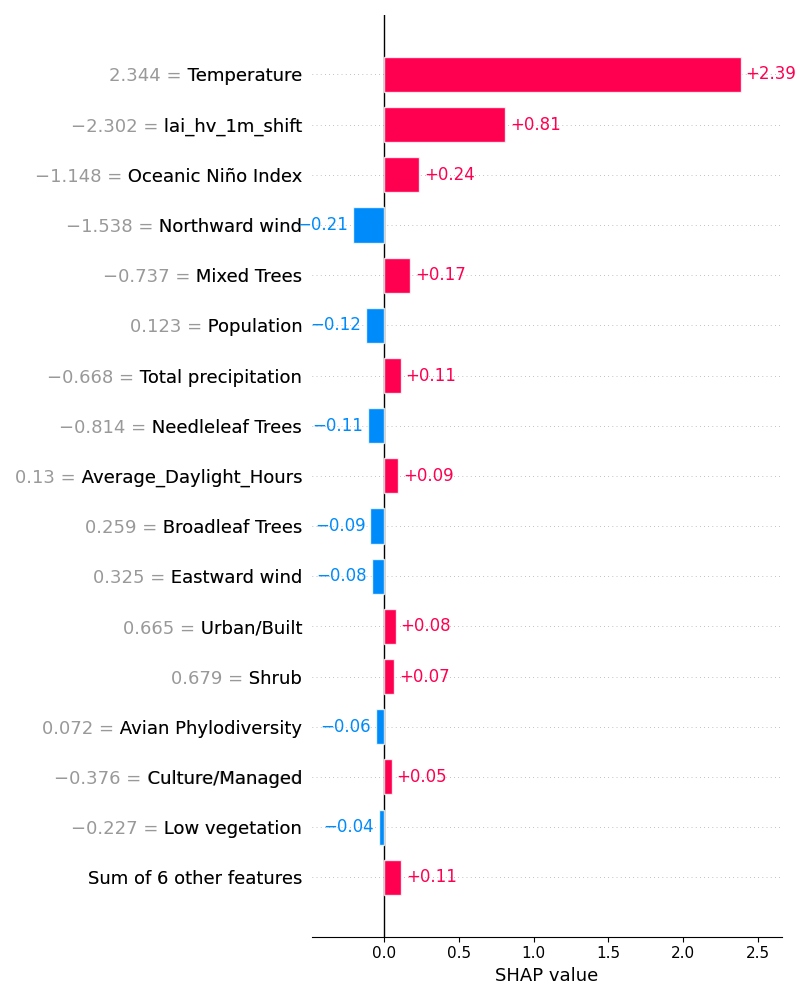 2.344 = Temperature +2.39
−2.302 = lai_hv_1m_shift +0.81
−1.148 = Oceanic Niño Index +0.24
−1.538 = Northward wind −0.21
−0.737 = Mixed Trees +0.17
0.123 = Population −0.12
−0.668 = Total precipitation +0.11
−0.814 = Needleleaf Trees −0.11
0.13 = Average_Daylight_Hours +0.09
0.259 = Broadleaf Trees −0.09
0.325 = Eastward wind −0.08
0.665 = Urban/Built +0.08
0.679 = Shrub +0.07
0.072 = Avian Phylodiversity −0.06
−0.376 = Culture/Managed +0.05
−0.227 = Low vegetation −0.04
Sum of 6 other features +0.11
0.0 0.5 1.0 1.5 2.0 2.5
SHAP value